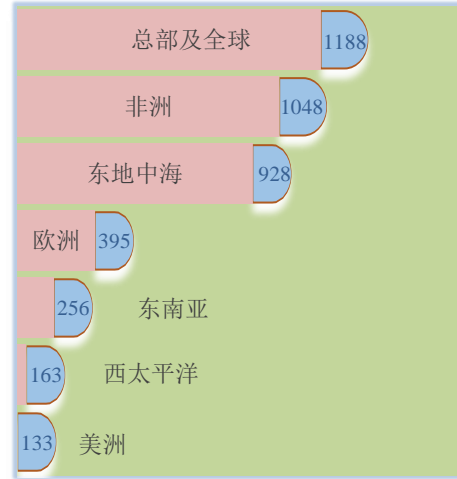 总部及全球 1188
非洲 1048
东地中海 928
欧洲 395
256 东南亚
163 西太平洋
133 美洲